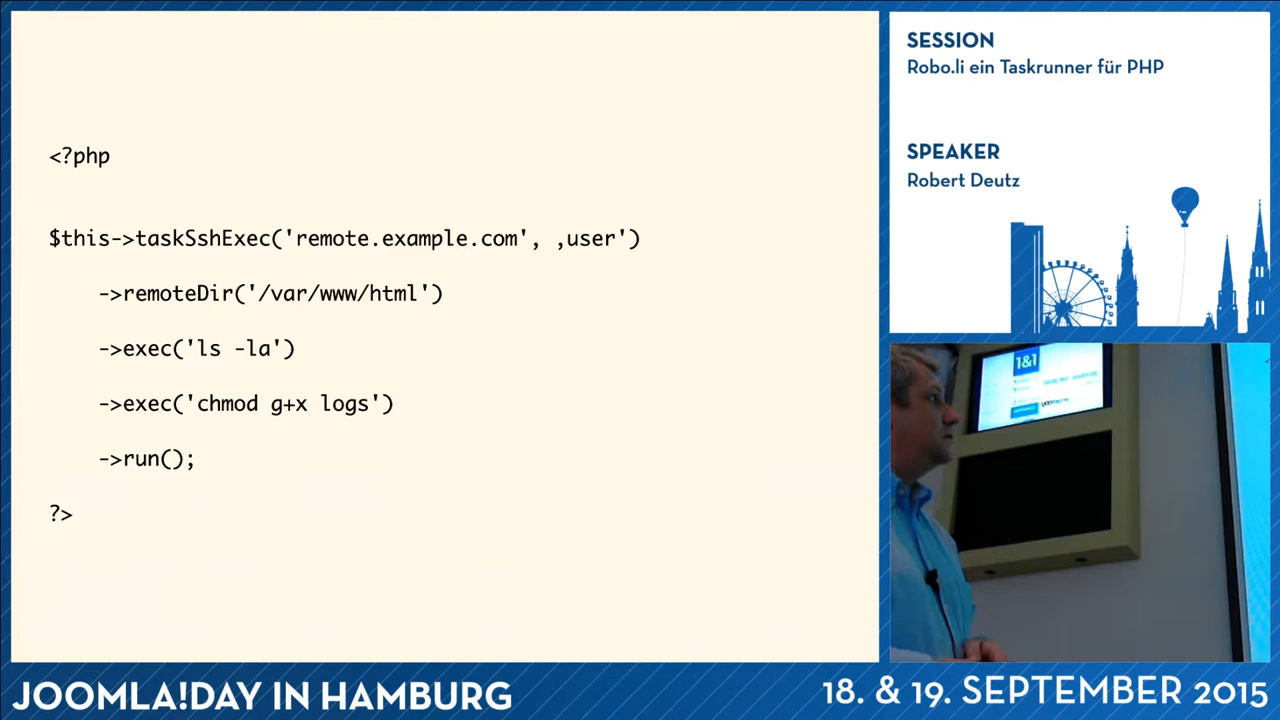 <?php
$this->taskSshExec('remote.example.com', ,user')
->remoteDir('/var/www/html')
->exec('ls -la')
->exec('chmod g+x logs')
->run();
?>
SESSION
Robo.li ein Taskrunner für PHP
SPEAKER
Robert Deutz
1&1
JOOMLA!DAY IN HAMBURG
18. & 19. SEPTEMBER 2015